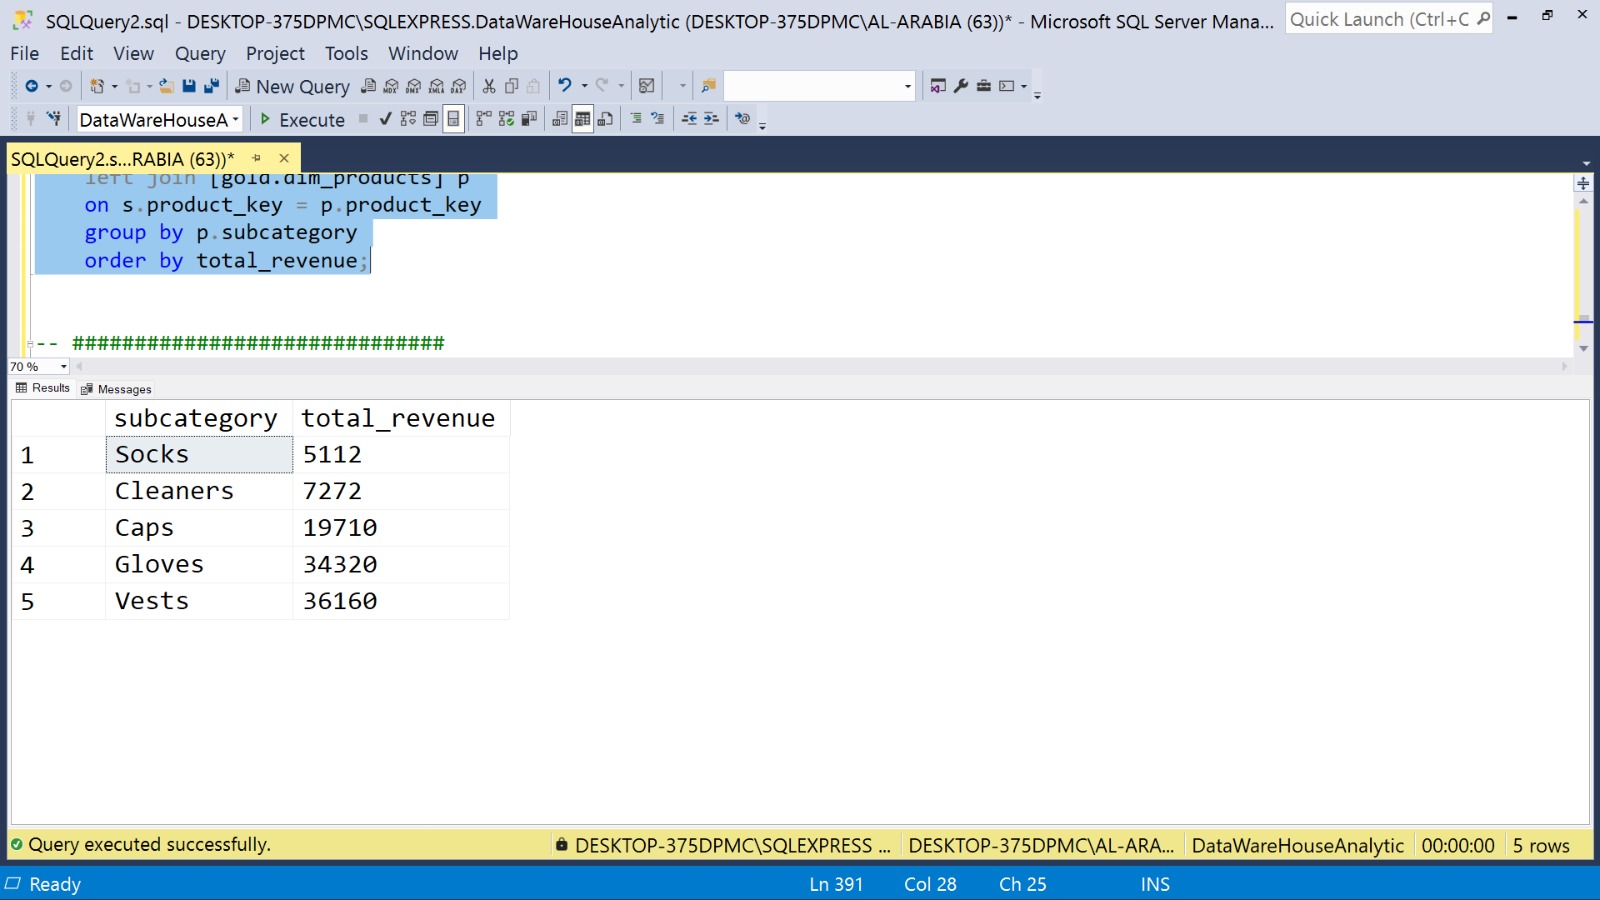 SQLQuery2.sql - DESKTOP-375DPMC\SQLEXPRESS.DataWareHouseAnalytic (DESKTOP-375DPMC\AL-ARABIA (63))* - Microsoft SQL Server Mana...
Quick Launch (Ctrl+C
File Edit View Query Project Tools Window Help
New Query
DataWareHouseA Execute
SQLQuery2.s...RABIA (63))*
left join [gold.dim_products] p
on s.product_key = p.product_key
group by p.subcategory
order by total_revenue;
-- ##############################
70 %
Results Messages
subcategory total_revenue
1 Socks 5112
2 Cleaners 7272
3 Caps 19710
4 Gloves 34320
5 Vests 36160
Query executed successfully. DESKTOP-375DPMC\SQLEXPRESS ... DESKTOP-375DPMC\AL-ARA... DataWareHouseAnalytic 00:00:00 5 rows
Ready Ln 391 Col 28 Ch 25 INS